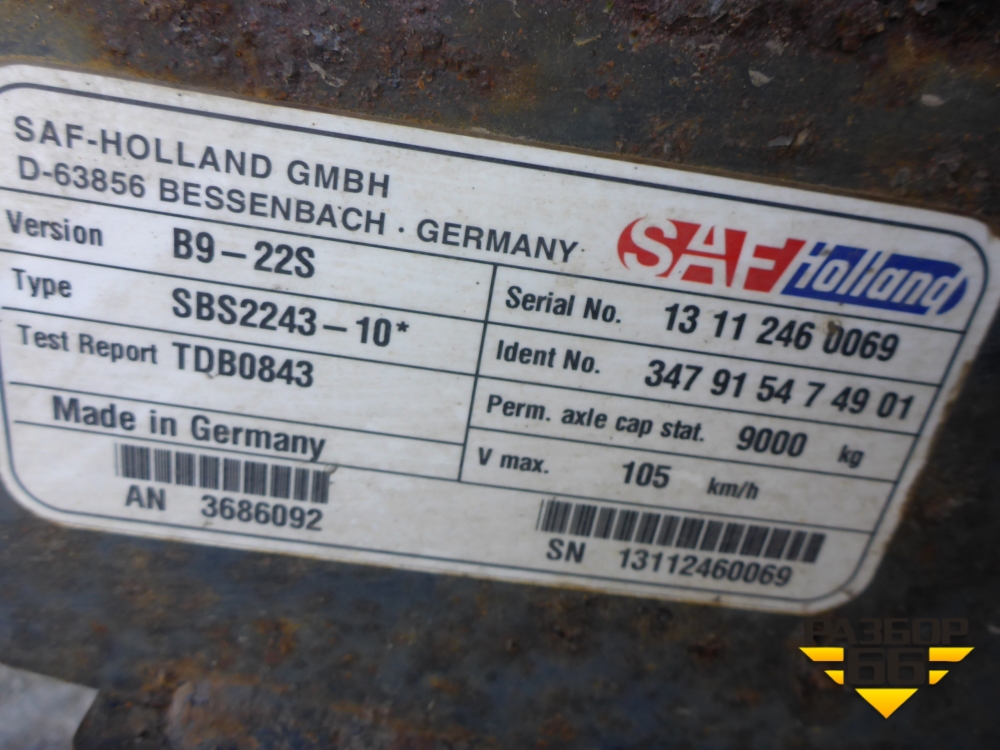 SAF-HOLLAND GMBH
D-63856 BESSENBACH · GERMANY
SAF Holland
Version B9-22S
Type SBS2243-10*
Test Report TDB0843
Made in Germany
AN 3686092
Serial No. 13 11 246 0069
Ident No. 347 91 54 7 49 01
Perm. axle cap stat. 9000 kg
V max. 105 km/h
SN 13112460069
РАЗБОР
66